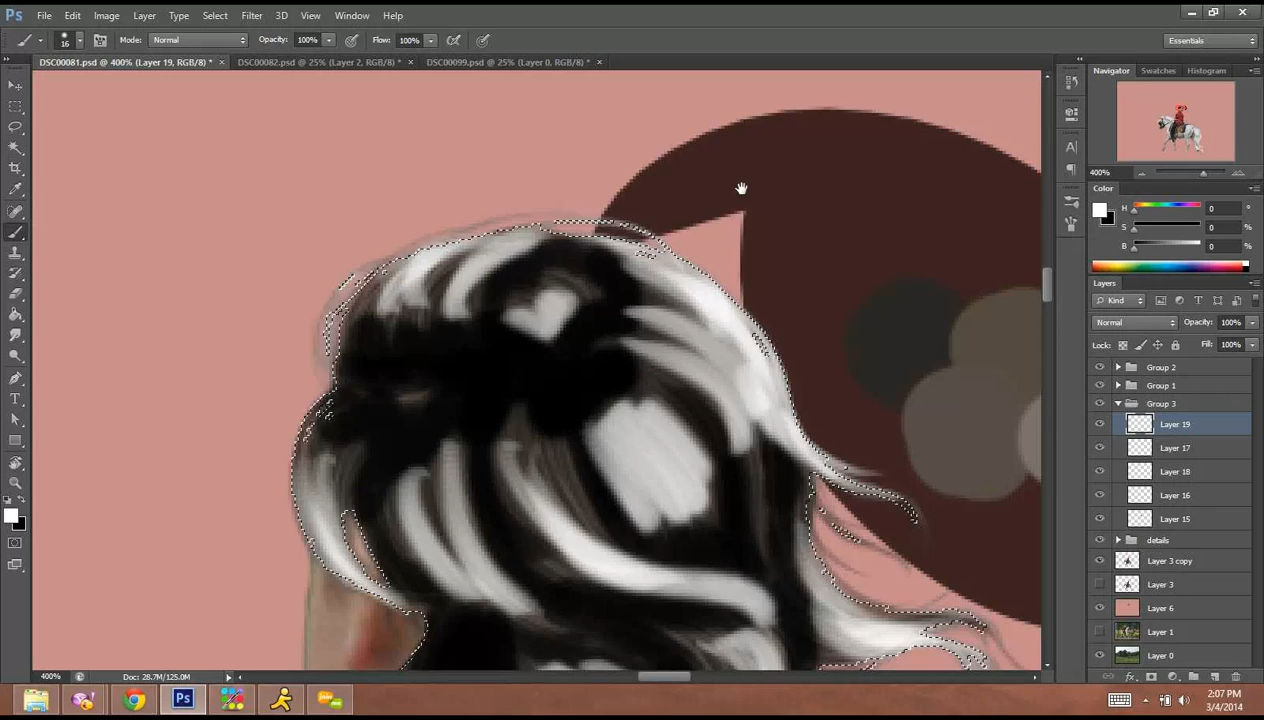 Ps File Edit Image Layer Type Select Filter 3D View Window Help
16 Mode: Normal Opacity: 100% Flow: 100% Essentials
DSC00081.psd @ 400% (Layer 19, RGB/8) * × DSC00082.psd @ 25% (Layer 2, RGB/8) * × DSC00099.psd @ 25% (Layer 0, RGB/8) * ×
Navigator Swatches Histogram
400%
Color
H 0 °
S 0 %
B 0 %
Layers
Kind
Normal Opacity: 100%
Lock: Fill: 100%
Group 2
Group 1
Group 3
Layer 19
Layer 17
Layer 18
Layer 16
Layer 15
details
Layer 3 copy
Layer 3
Layer 6
Layer 1
Layer 0
400% Doc: 28.7M/125.0M
Ps
2:07 PM
3/4/2014